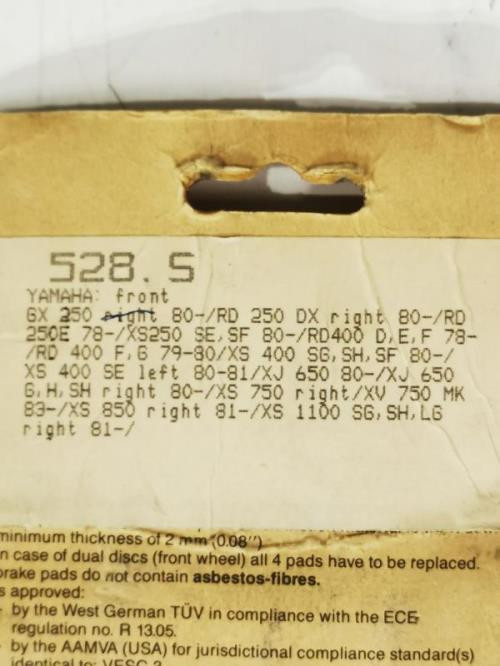 528. S
YAMAHA: front
GX 250 right 80-/RD 250 DX right 80-/RD
250E 78-/XS250 SE,SF 80-/RD400 D,E,F 78-
/RD 400 F,G 79-80/XS 400 SG,SH,SF 80-/
XS 400 SE left 80-81/XJ 650 80-/XJ 650
G,H,SH right 80-/XS 750 right/XV 750 MK
83-/XS 850 right 81-/XS 1100 SG,SH,LG
right 81-/
minimum thickness of 2 mm (0.08")
n case of dual discs (front wheel) all 4 pads have to be replaced.
brake pads do not contain asbestos-fibres.
s approved:
- by the West German TÜV in compliance with the ECE
regulation no. R 13.05.
- by the AAMVA (USA) for jurisdictional compliance standard(s)
identical to: VESC 3